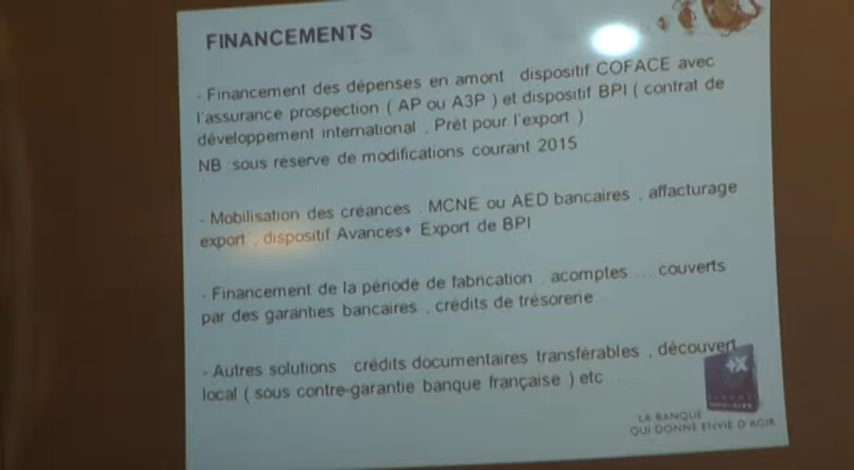 FINANCEMENTS
- Financement des dépenses en amont : dispositif COFACE avec
l'assurance prospection ( AP ou A3P ) et dispositif BPI ( contrat de
développement international , Prêt pour l'export )
NB : sous réserve de modifications courant 2015
- Mobilisation des créances : MCNE ou AED bancaires , affacturage
export , dispositif Avances+ Export de BPI
- Financement de la période de fabrication : acomptes .... couverts
par des garanties bancaires , crédits de trésorerie
- Autres solutions : crédits documentaires transférables , découvert
local ( sous contre-garantie banque française ) etc ...
LA BANQUE
QUI DONNE ENVIE D'AGIR